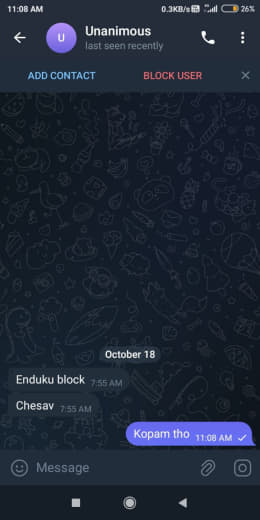 11:08 AM 0.3KB/s 26%
U
Unanimous
last seen recently
ADD CONTACT BLOCK USER
October 18
Enduku block 7:55 AM
Chesav 7:55 AM
Kopam tho 11:08 AM
Message